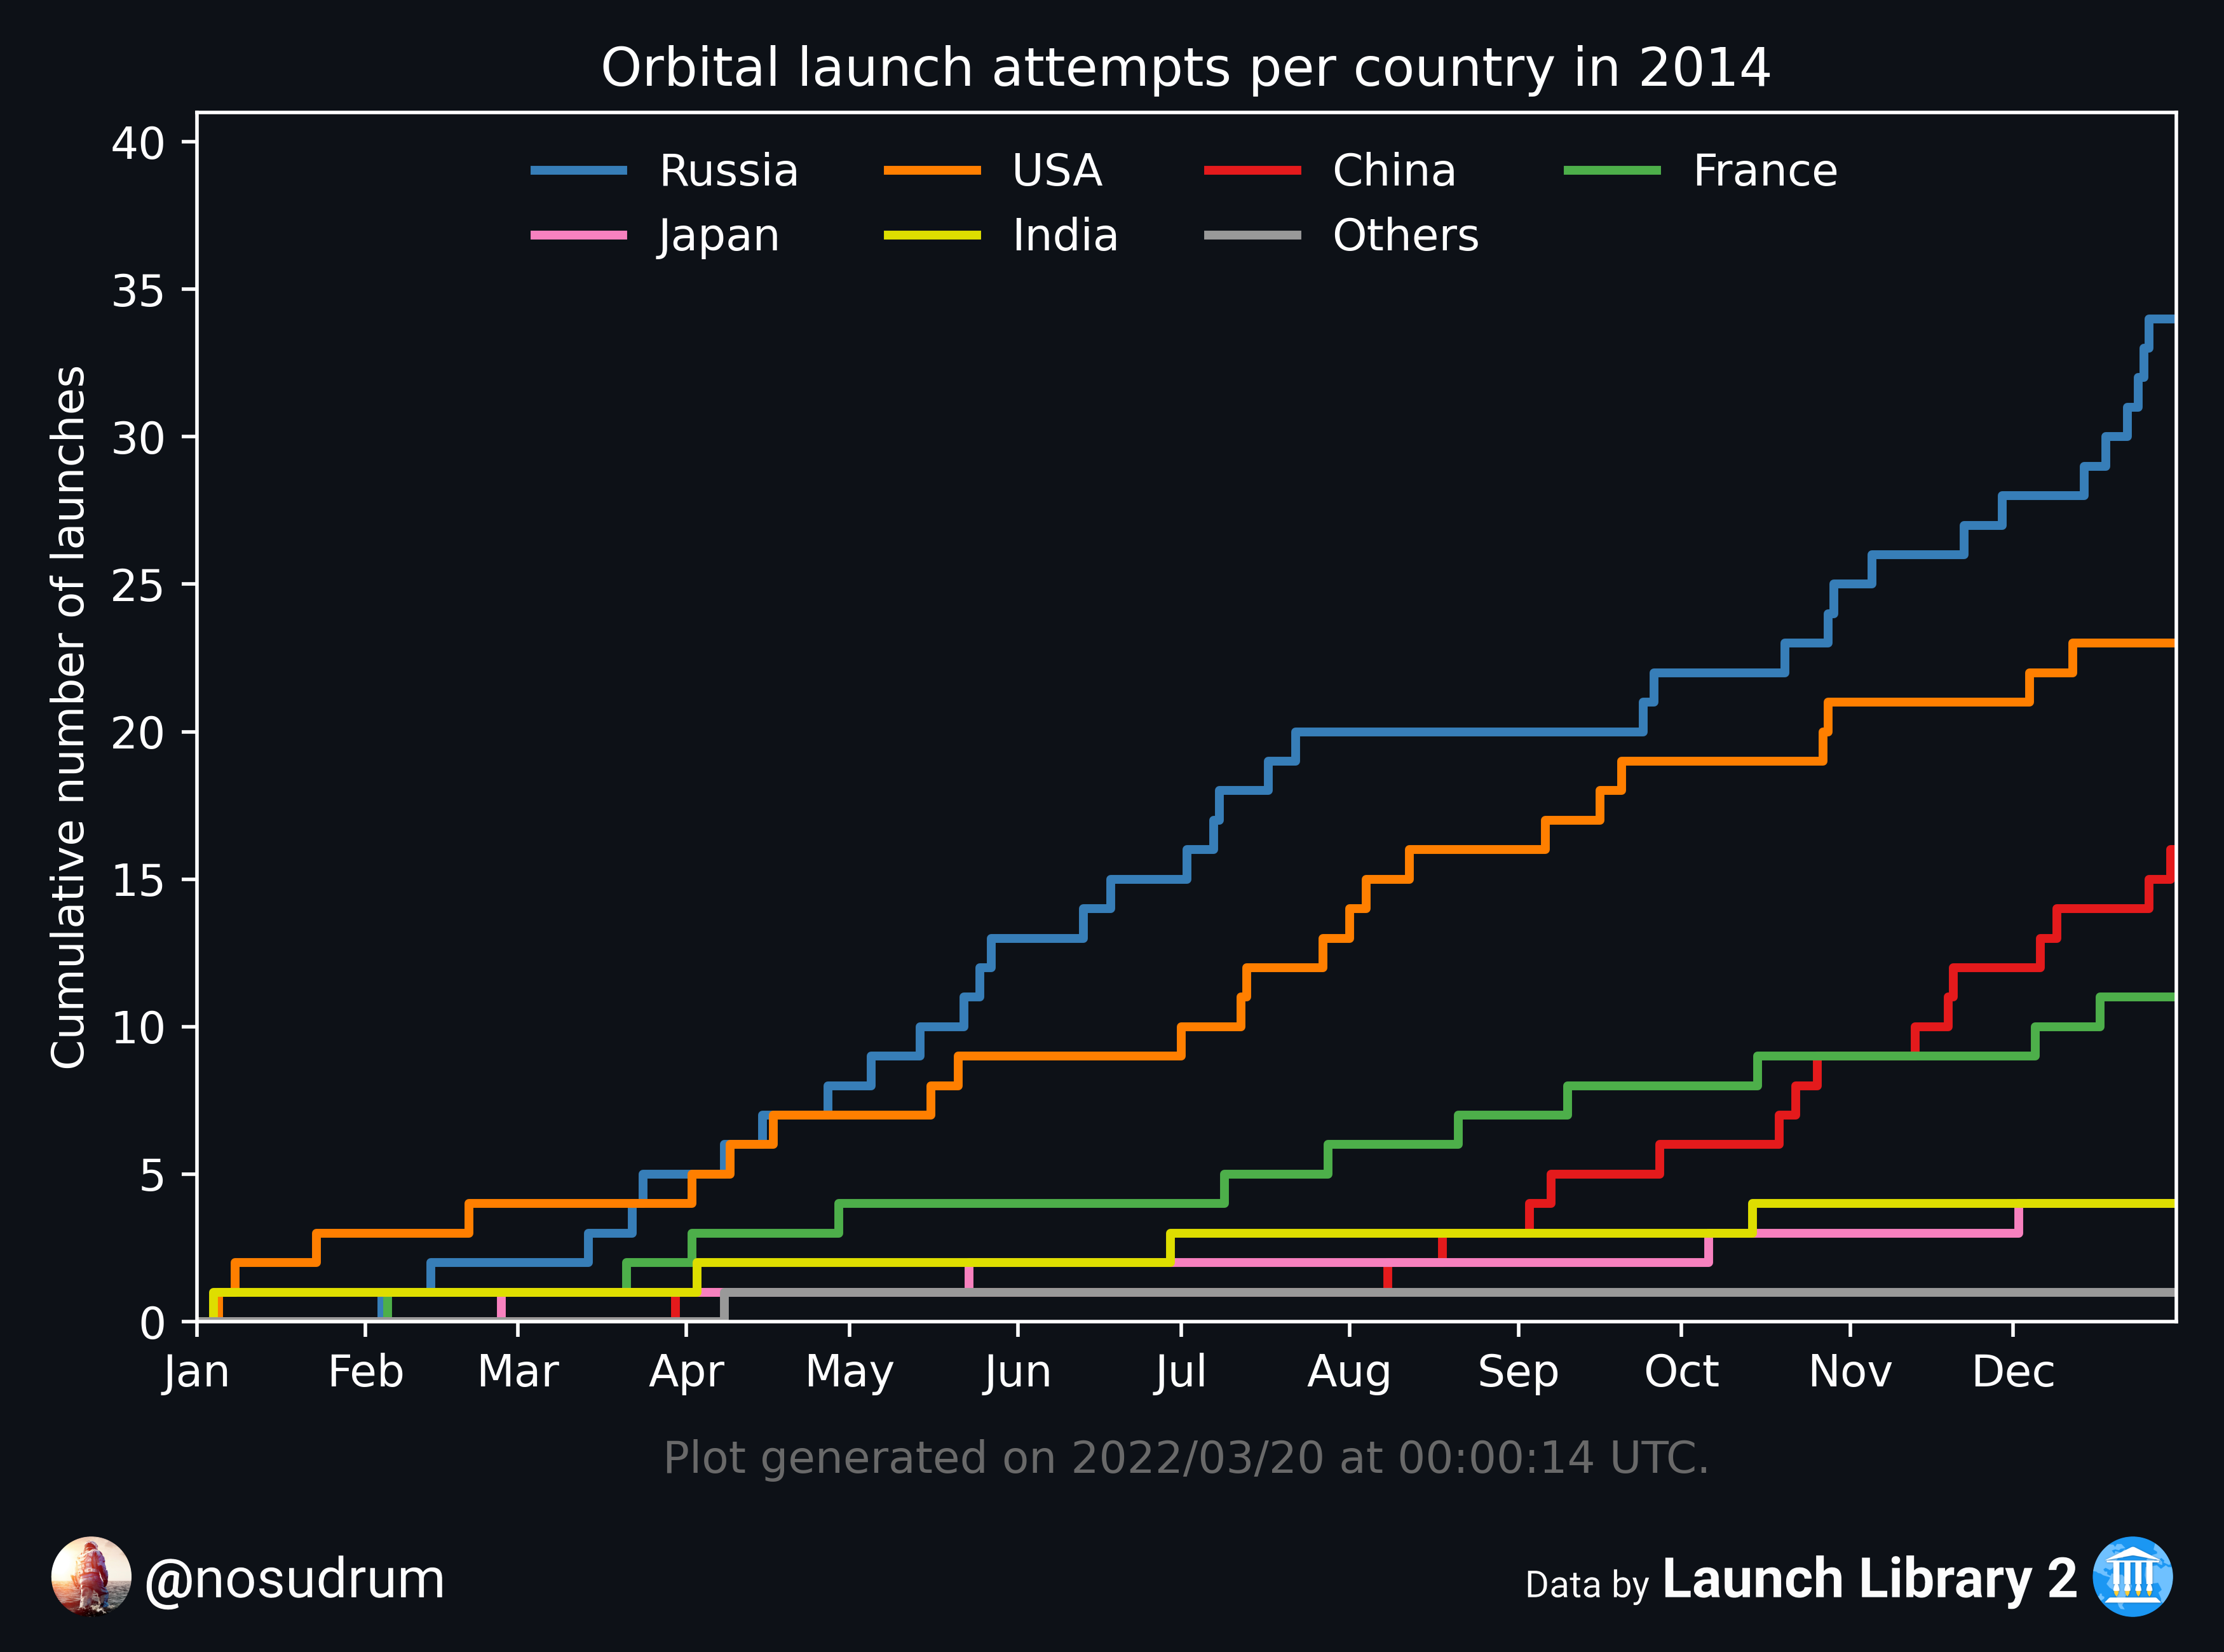 Orbital launch attempts per country in 2014
40
35
30
25
20
15
10
5
0
Cumulative number of launches
Russia USA China France
Japan India Others
Jan Feb Mar Apr May Jun Jul Aug Sep Oct Nov Dec
Plot generated on 2022/03/20 at 00:00:14 UTC.
@nosudrum
Data by Launch Library 2